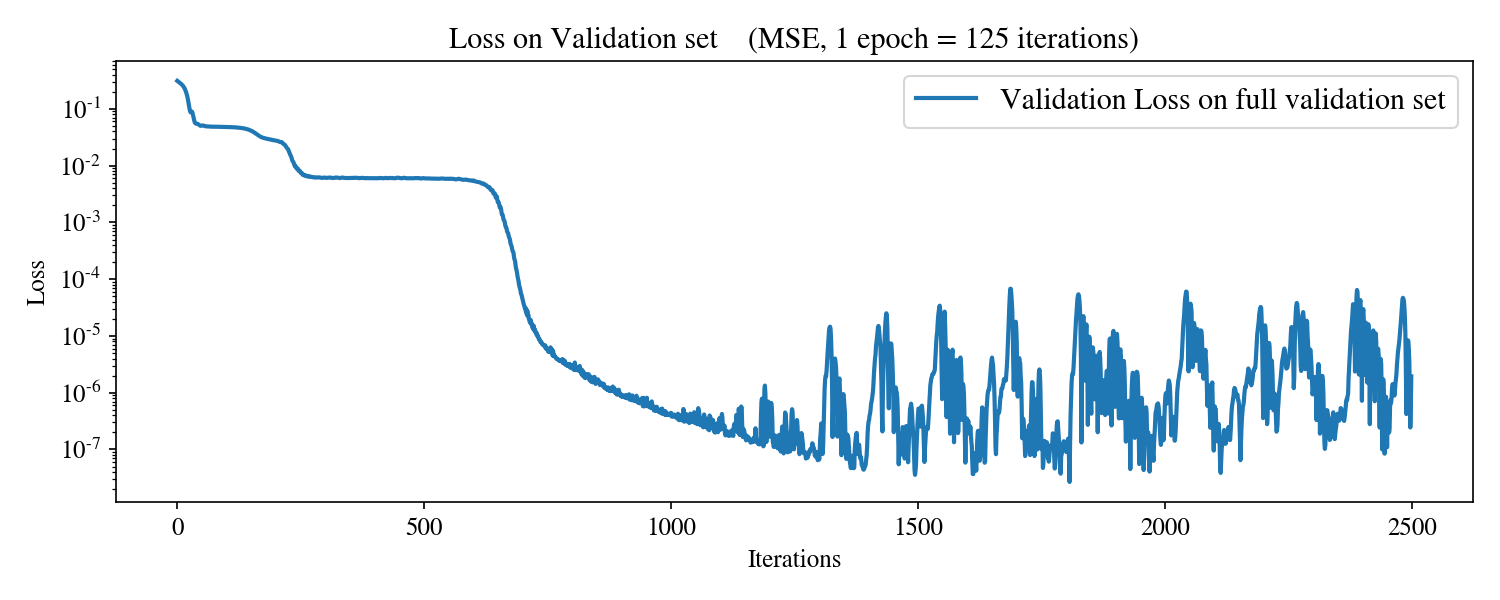 Loss on Validation set (MSE, 1 epoch = 125 iterations)
Validation Loss on full validation set
Loss
10^-1
10^-2
10^-3
10^-4
10^-5
10^-6
10^-7
0 500 1000 1500 2000 2500
Iterations